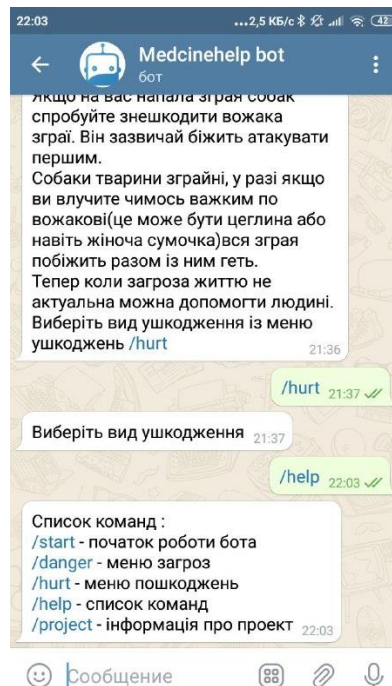 22:03
...2,5 КБ/с
42
Medcinehelp bot
бот
якщо на вас напала зграя собак
спробуйте знешкодити вожака
зграї. Він зазвичай біжить атакувати
першим.
Собаки тварини зграйні, у разі якщо
ви влучите чимось важким по
вожакові(це може бути цеглина або
навіть жіноча сумочка)вся зграя
побіжить разом із ним геть.
Тепер коли загроза життю не
актуальна можна допомогти людині.
Виберіть вид ушкодження із меню
ушкоджень /hurt
21:36
/hurt 21:37
Виберіть вид ушкодження 21:37
/help 22:03
Список команд :
/start - початок роботи бота
/danger - меню загроз
/hurt - меню пошкоджень
/help - список команд
/project - інформація про проект 22:03
Сообщение